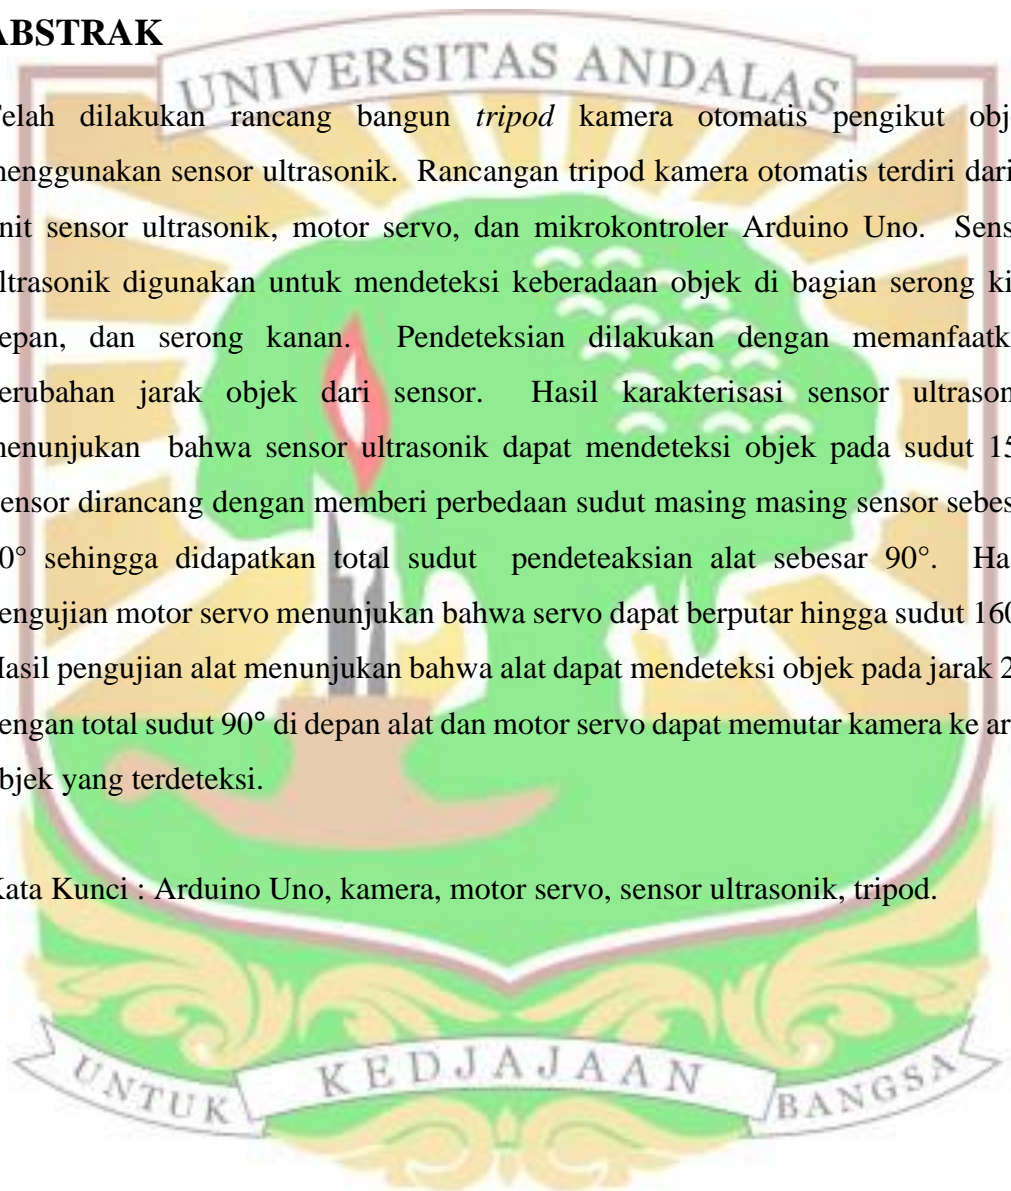 ABSTRAK
UNIVERSITAS ANDALAS
Telah dilakukan rancang bangun tripod kamera otomatis pengikut obj
menggunakan sensor ultrasonik. Rancangan tripod kamera otomatis terdiri dari
unit sensor ultrasonik, motor servo, dan mikrokontroler Arduino Uno. Sens
ultrasonik digunakan untuk mendeteksi keberadaan objek di bagian serong ki
depan, dan serong kanan. Pendeteksian dilakukan dengan memanfaatk
perubahan jarak objek dari sensor. Hasil karakterisasi sensor ultrason
menunjukan bahwa sensor ultrasonik dapat mendeteksi objek pada sudut 15
sensor dirancang dengan memberi perbedaan sudut masing masing sensor sebes
0° sehingga didapatkan total sudut pendeteaksian alat sebesar 90°. Ha
pengujian motor servo menunjukan bahwa servo dapat berputar hingga sudut 160
Hasil pengujian alat menunjukan bahwa alat dapat mendeteksi objek pada jarak 2
dengan total sudut 90° di depan alat dan motor servo dapat memutar kamera ke ar
objek yang terdeteksi.
Kata Kunci : Arduino Uno, kamera, motor servo, sensor ultrasonik, tripod.
UNTUK KEDJAJAAN BANGSA